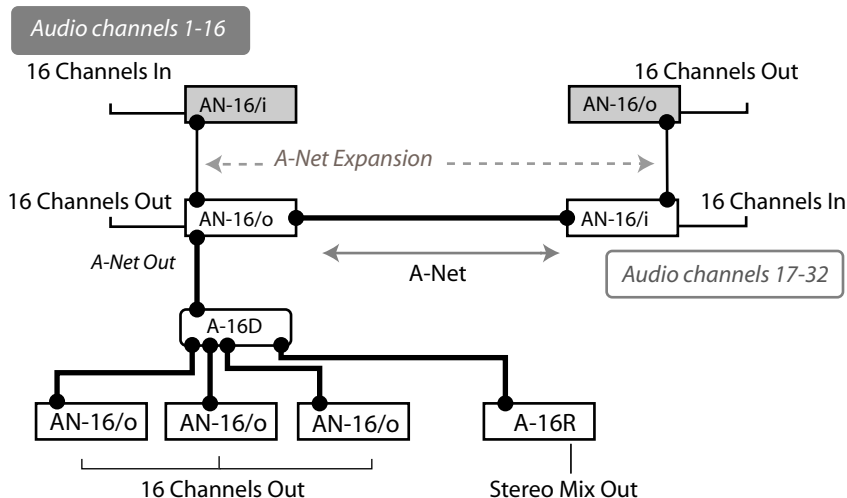 Audio channels 1-16
16 Channels In
16 Channels Out
AN-16/i
AN-16/o
A-Net Expansion
16 Channels Out
AN-16/o
AN-16/i
16 Channels In
A-Net Out
A-Net
Audio channels 17-32
A-16D
AN-16/o
AN-16/o
AN-16/o
A-16R
16 Channels Out
Stereo Mix Out